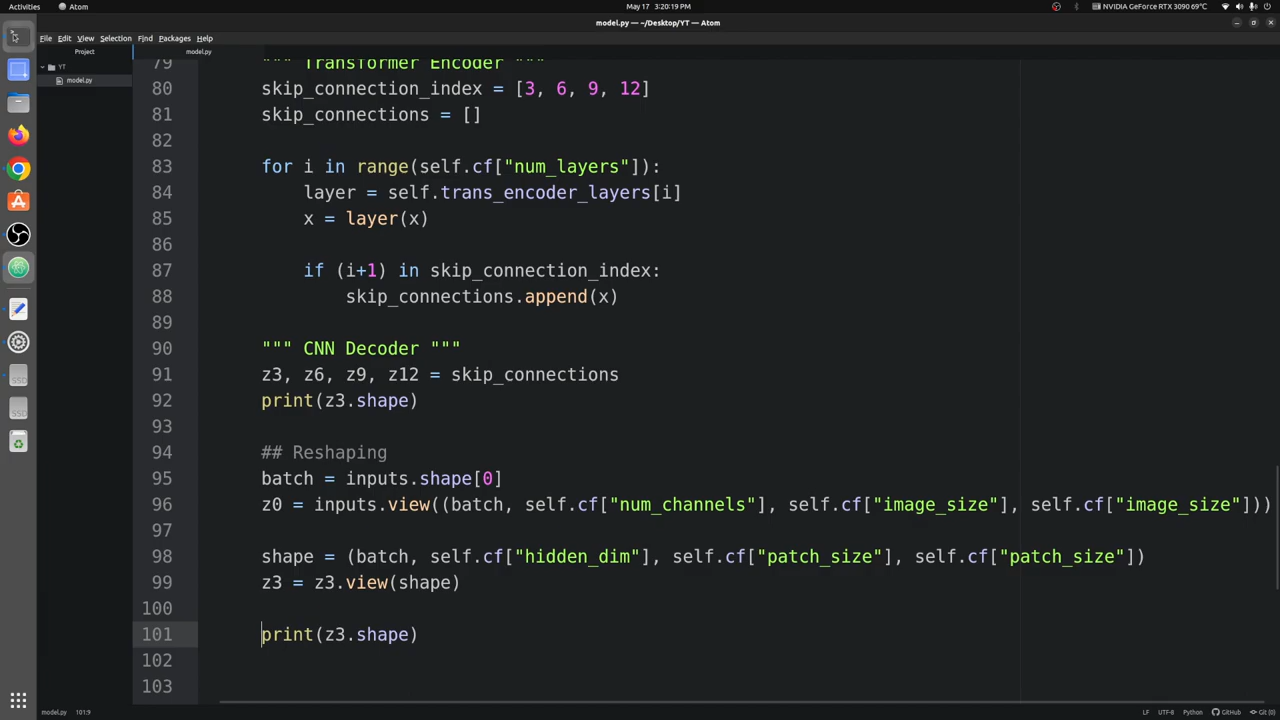 Activities
Atom
May 17 3:20:19 PM
NVIDIA GeForce RTX 3090 69°C
model.py — ~/Desktop/YT — Atom
File Edit View Selection Find Packages Help
Project
model.py
YT
model.py
79 """ Transformer Encoder """
80 skip_connection_index = [3, 6, 9, 12]
81 skip_connections = []
82
83 for i in range(self.cf["num_layers"]):
84 layer = self.trans_encoder_layers[i]
85 x = layer(x)
86
87 if (i+1) in skip_connection_index:
88 skip_connections.append(x)
89
90 """ CNN Decoder """
91 z3, z6, z9, z12 = skip_connections
92 print(z3.shape)
93
94 ## Reshaping
95 batch = inputs.shape[0]
96 z0 = inputs.view((batch, self.cf["num_channels"], self.cf["image_size"], self.cf["image_size"]))
97
98 shape = (batch, self.cf["hidden_dim"], self.cf["patch_size"], self.cf["patch_size"])
99 z3 = z3.view(shape)
100
101 print(z3.shape)
102
103
model.py 101:9
LF UTF-8 Python GitHub Git (0)
SSD
SSD